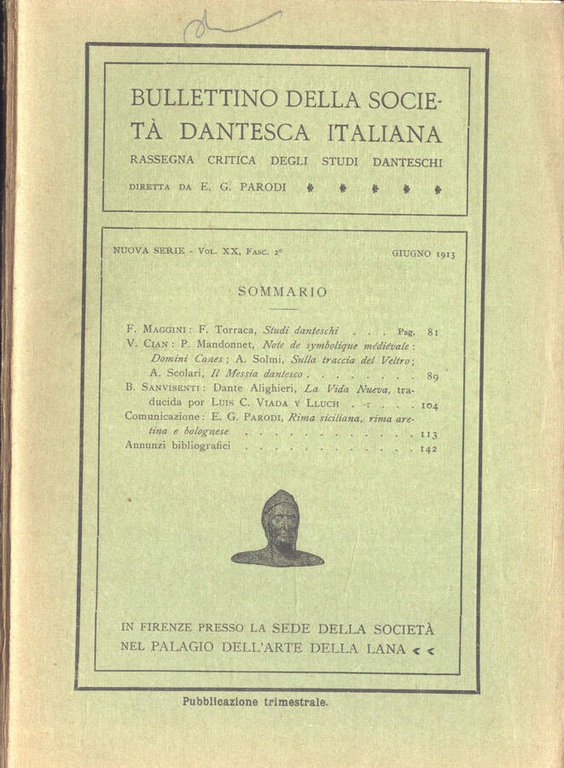 BULLETTINO DELLA SOCIE-
TÀ DANTESCA ITALIANA
RASSEGNA CRITICA DEGLI STUDI DANTESCHI
DIRETTA DA E. G. PARODI
NUOVA SERIE - VOL. XX, FASC. 2º GIUGNO 1913
SOMMARIO
F. MAGGINI: F. Torraca, Studi danteschi . . . Pag. 81
V. CIAN: P. Mandonnet, Note de symbolique médiévale:
Domini Canes; A. Solmi, Sulla traccia del Veltro;
A. Scolari, Il Messia dantesco . . . . . . . . . . 89
B. SANVISENTI: Dante Alighieri, La Vida Nueva, tra-
ducida por LUIS C. VIADA Y LLUCH . . . . . 104
Comunicazione: E. G. PARODI, Rima siciliana, rima are-
tina e bolognese . . . . . . . . . . . . . 113
Annunzi bibliografici . . . . . . . . . . . . . 142
IN FIRENZE PRESSO LA SEDE DELLA SOCIETÀ
NEL PALAGIO DELL'ARTE DELLA LANA
Pubblicazione trimestrale.